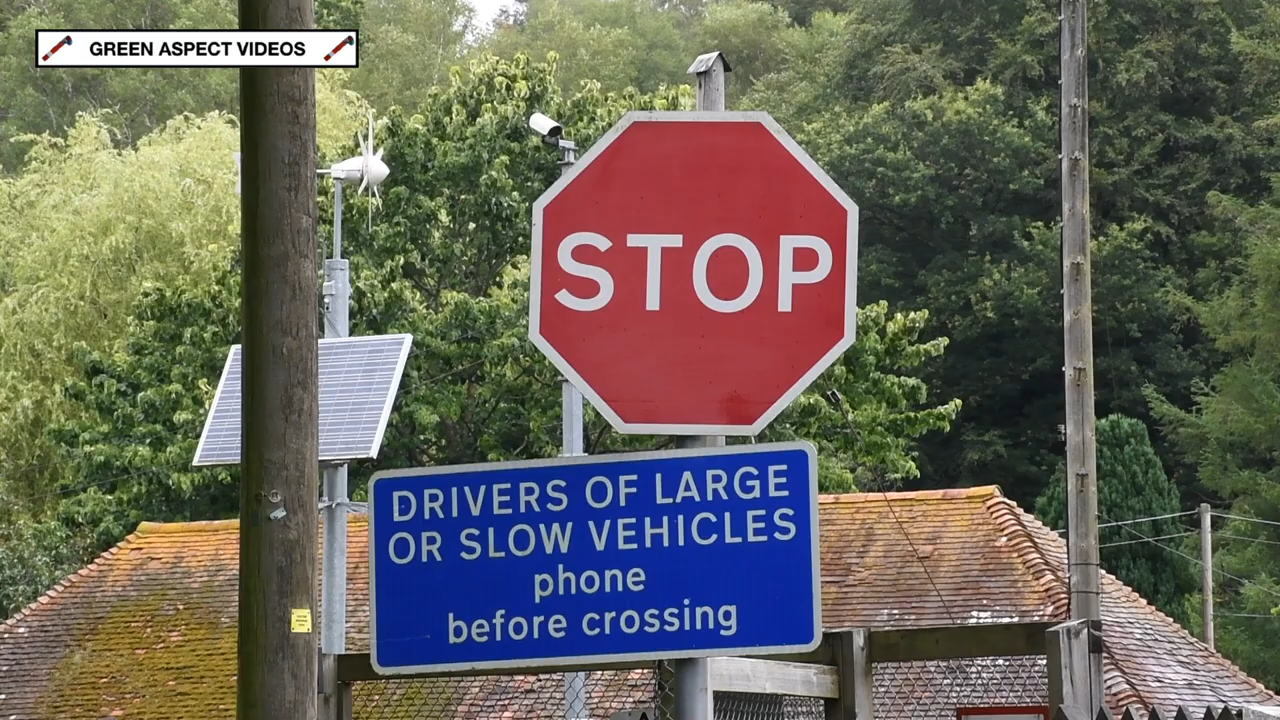 GREEN ASPECT VIDEOS
STOP
DRIVERS OF LARGE
OR SLOW VEHICLES
phone
before crossing